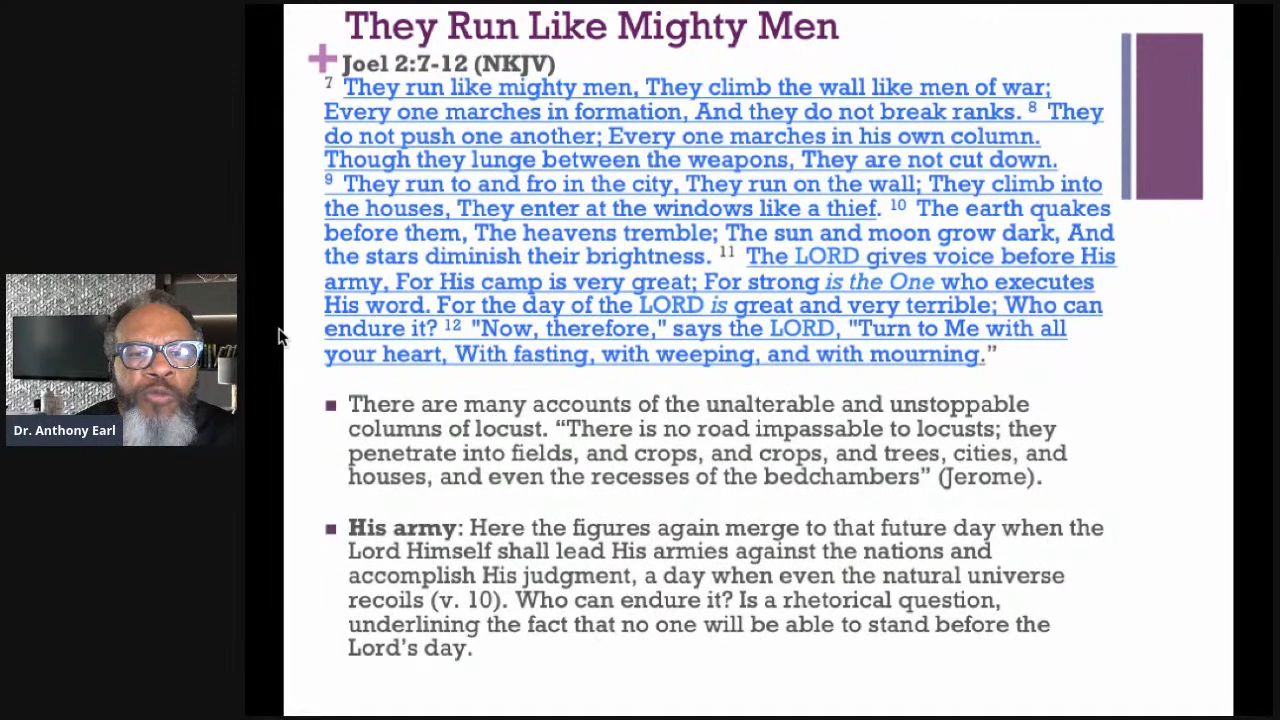 They Run Like Mighty Men
Joel 2:7-12 (NKJV)
7 They run like mighty men, They climb the wall like men of war;
Every one marches in formation, And they do not break ranks. 8 They
do not push one another; Every one marches in his own column.
Though they lunge between the weapons, They are not cut down.
9 They run to and fro in the city, They run on the wall; They climb into
the houses, They enter at the windows like a thief. 10 The earth quakes
before them, The heavens tremble; The sun and moon grow dark, And
the stars diminish their brightness. 11 The LORD gives voice before His
army, For His camp is very great; For strong is the One who executes
His word. For the day of the LORD is great and very terrible; Who can
endure it? 12 "Now, therefore," says the LORD, "Turn to Me with all
your heart, With fasting, with weeping, and with mourning.”
There are many accounts of the unalterable and unstoppable
columns of locust. “There is no road impassable to locusts; they
penetrate into fields, and crops, and crops, and trees, cities, and
houses, and even the recesses of the bedchambers” (Jerome).
His army: Here the figures again merge to that future day when the
Lord Himself shall lead His armies against the nations and
accomplish His judgment, a day when even the natural universe
recoils (v. 10). Who can endure it? Is a rhetorical question,
underlining the fact that no one will be able to stand before the
Lord’s day.
Dr. Anthony Earl